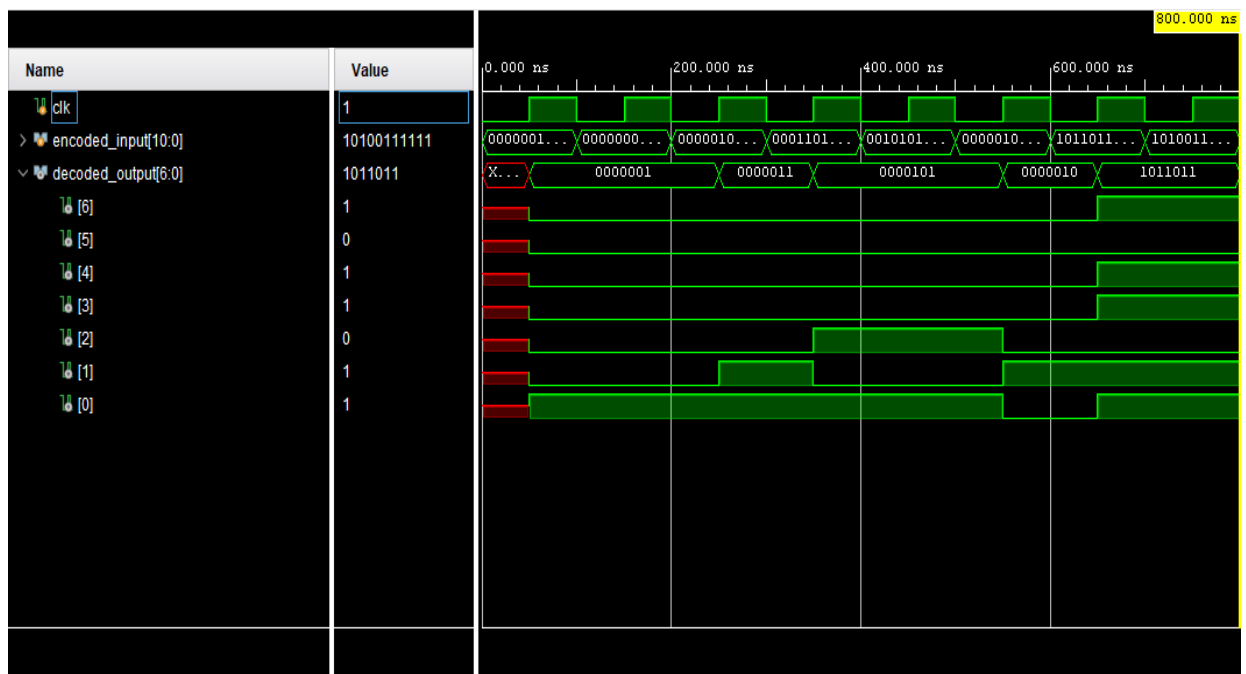 800.000 ns
Name Value 0.000 ns 200.000 ns 400.000 ns 600.000 ns
clk 1
encoded_input[10:0] 10100111111 0000001... 0000000... 0000010... 0001101... 0010101... 0000010... 1011011... 1010011...
decoded_output[6:0] 1011011 X... 0000001 0000011 0000101 0000010 1011011
[6] 1
[5] 0
[4] 1
[3] 1
[2] 0
[1] 1
[0] 1